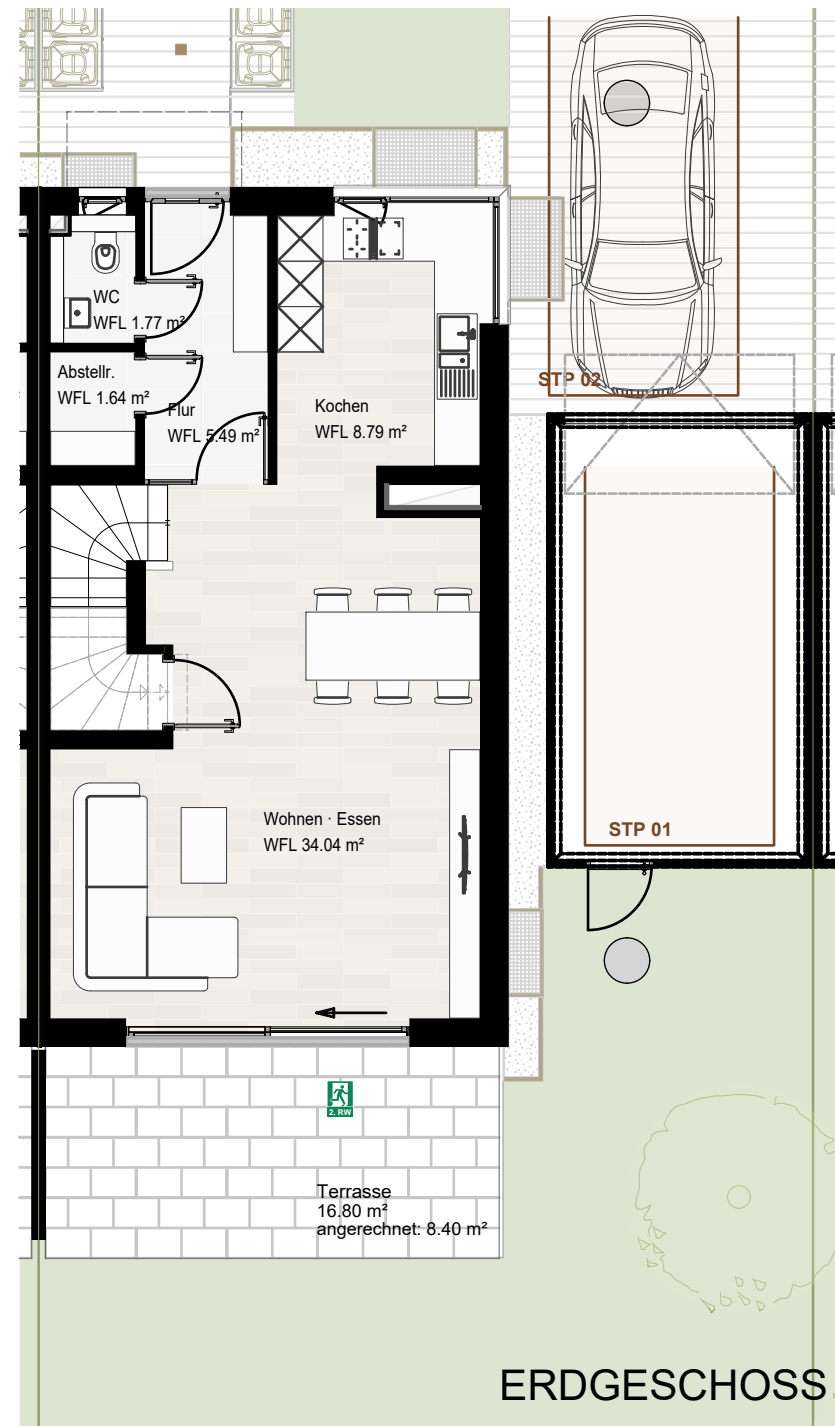 WC
WFL 1.77 m²
Abstellr.
WFL 1.64 m²
Flur
WFL 5.49 m²
Kochen
WFL 8.79 m²
STP 02
Wohnen · Essen
WFL 34.04 m²
STP 01
2. RW
Terrasse
16.80 m²
angerechnet: 8.40 m²
ERDGESCHOSS